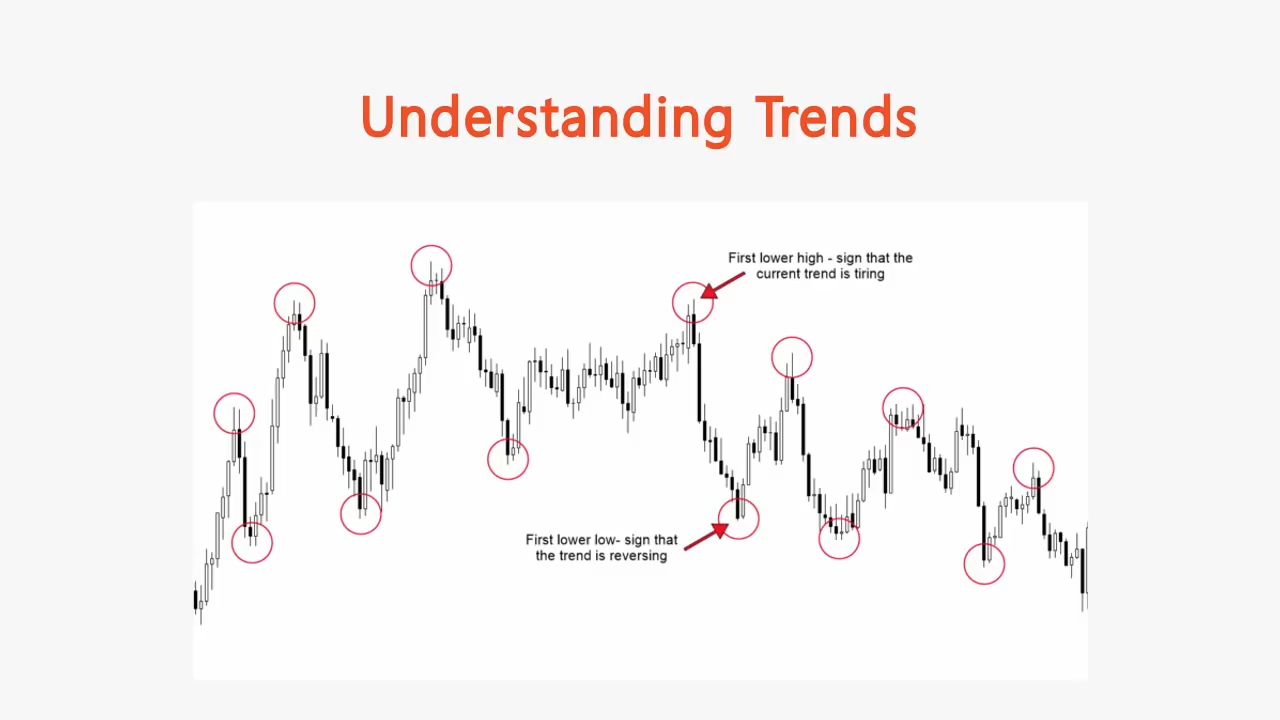 Understanding Trends
First lower high - sign that the
current trend is tiring
First lower low- sign that
the trend is reversing